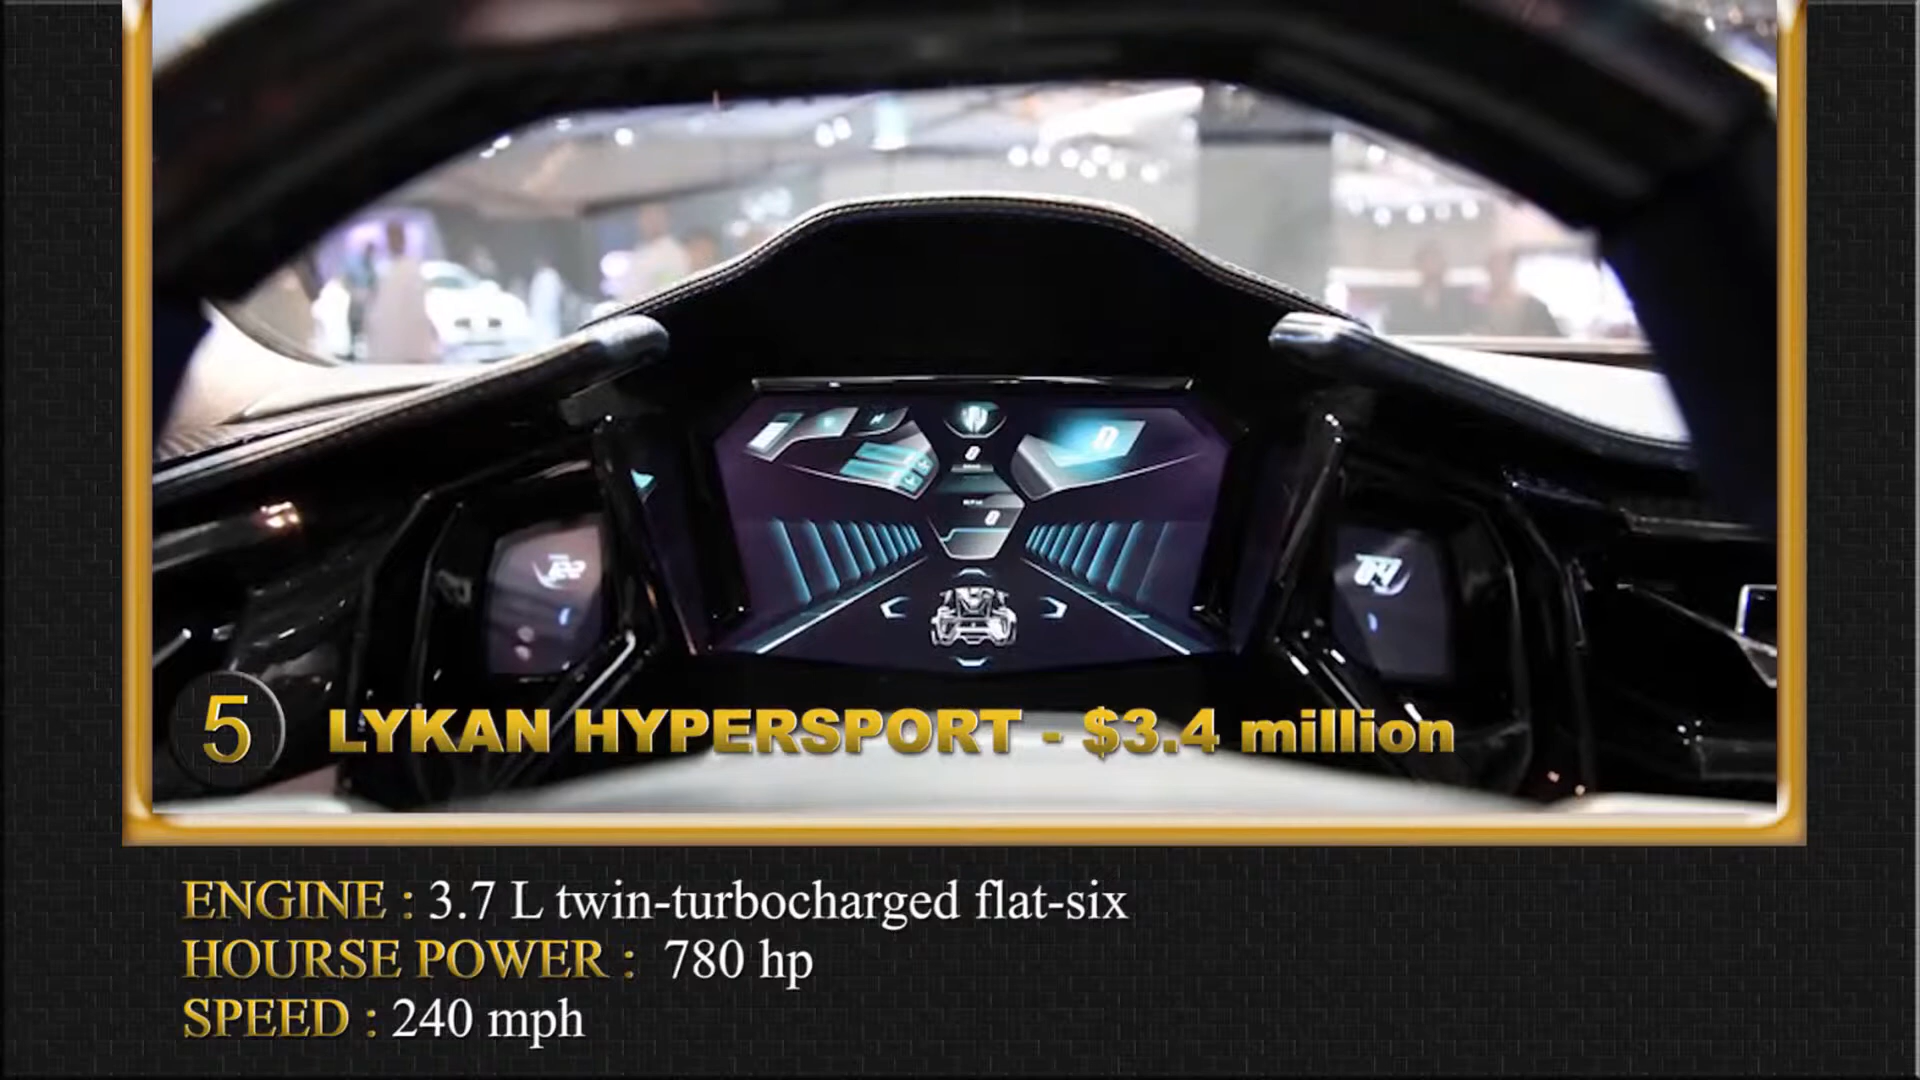 5
LYKAN HYPERSPORT - $3.4 million
ENGINE : 3.7 L twin-turbocharged flat-six
HOURSE POWER : 780 hp
SPEED : 240 mph